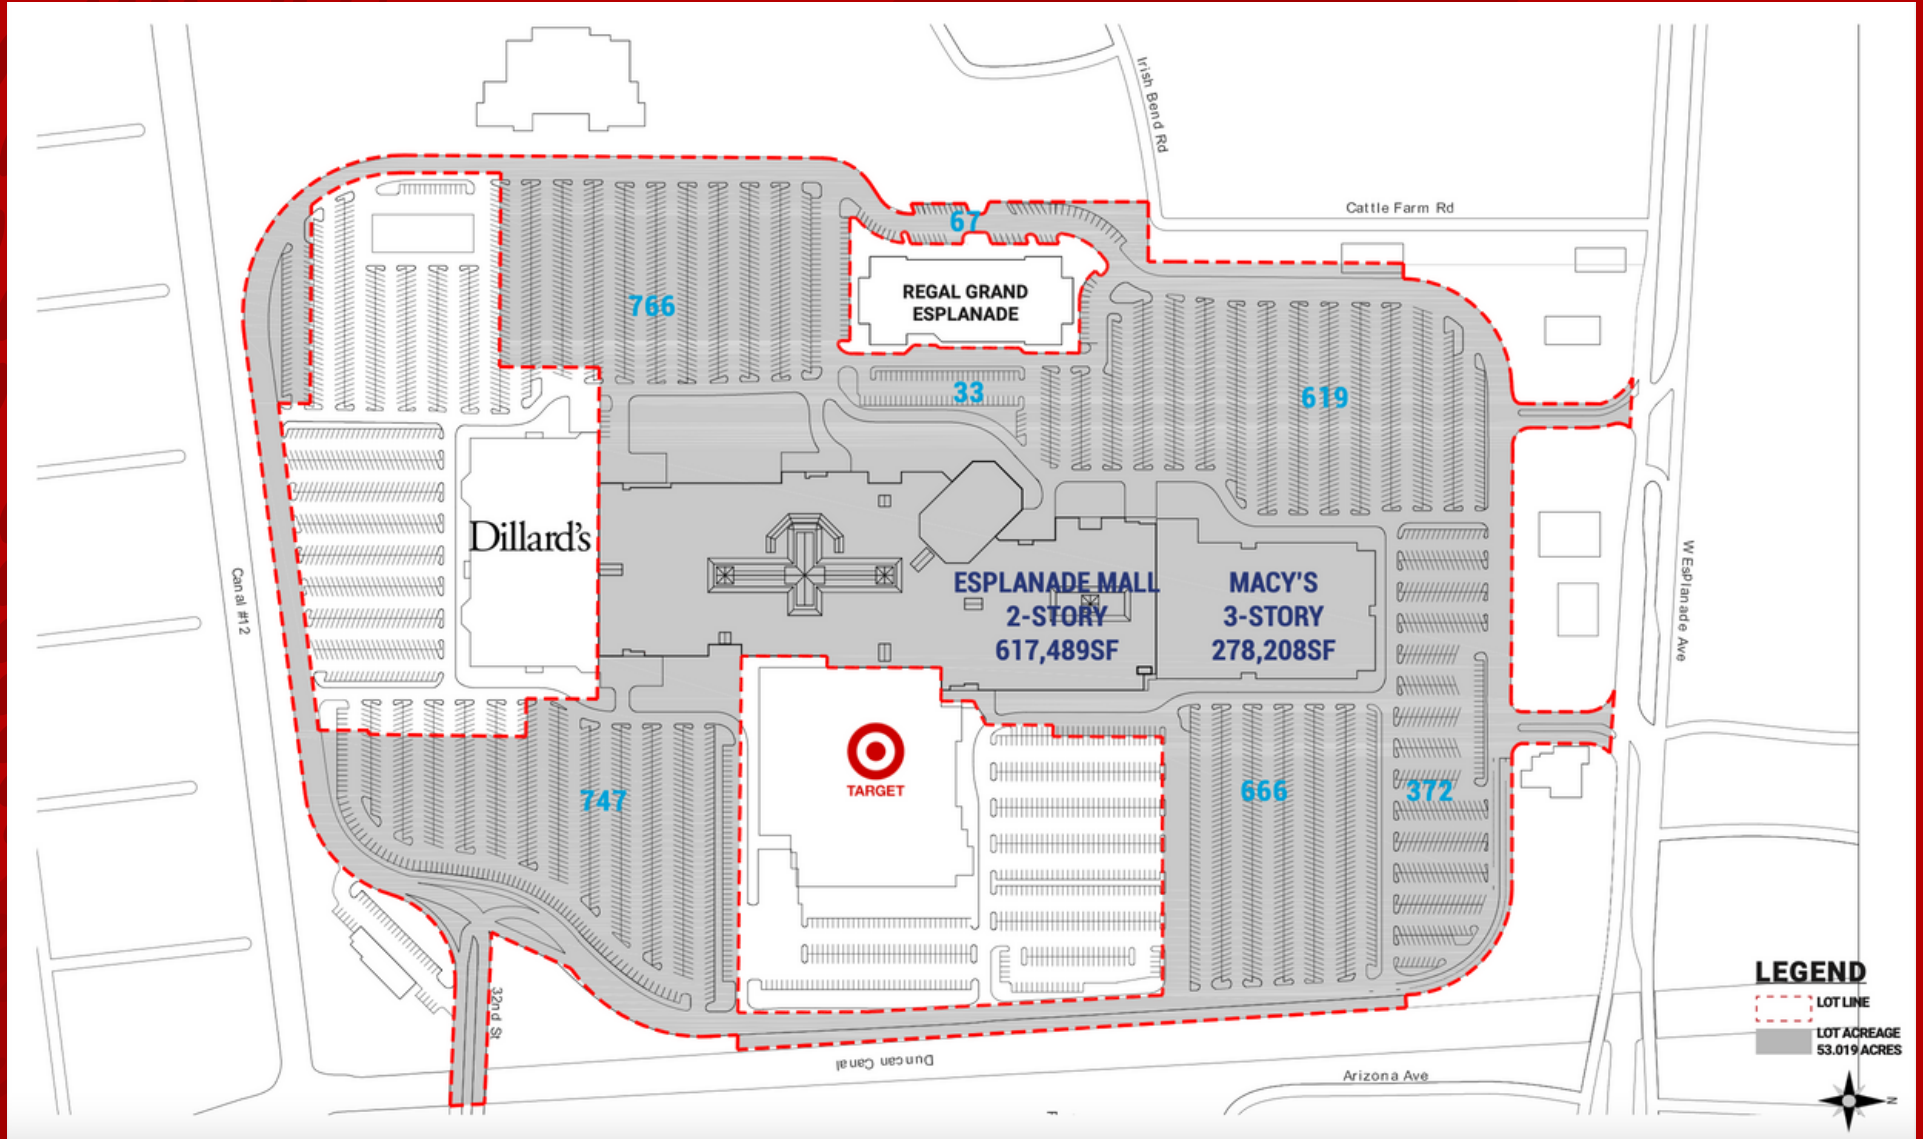 Irish Bend Rd
Cattle Farm Rd
67
REGAL GRAND
ESPLANADE
766
33
619
Dillard's
ESPLANADE MALL
2-STORY
617,489SF
MACY'S
3-STORY
278,208SF
Canal #12
W ESPlanade Ave
TARGET
747
666
372
32nd St
Duncan Canal
Arizona Ave
LEGEND
LOT LINE
LOT ACREAGE
53.019 ACRES
N